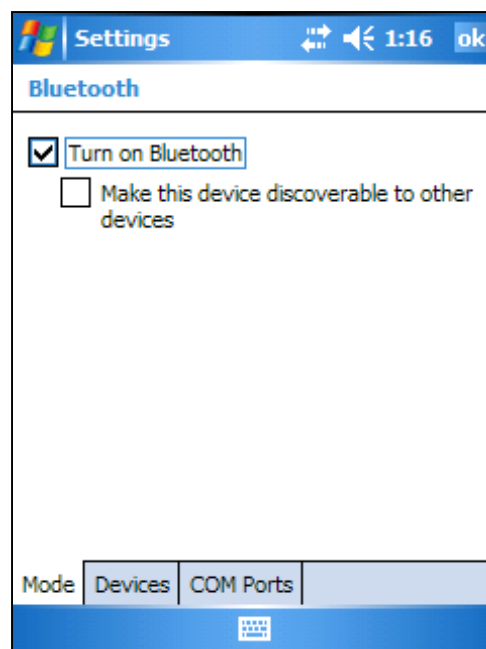 Settings 1:16 ok
Bluetooth
Turn on Bluetooth
Make this device discoverable to other
devices
Mode Devices COM Ports